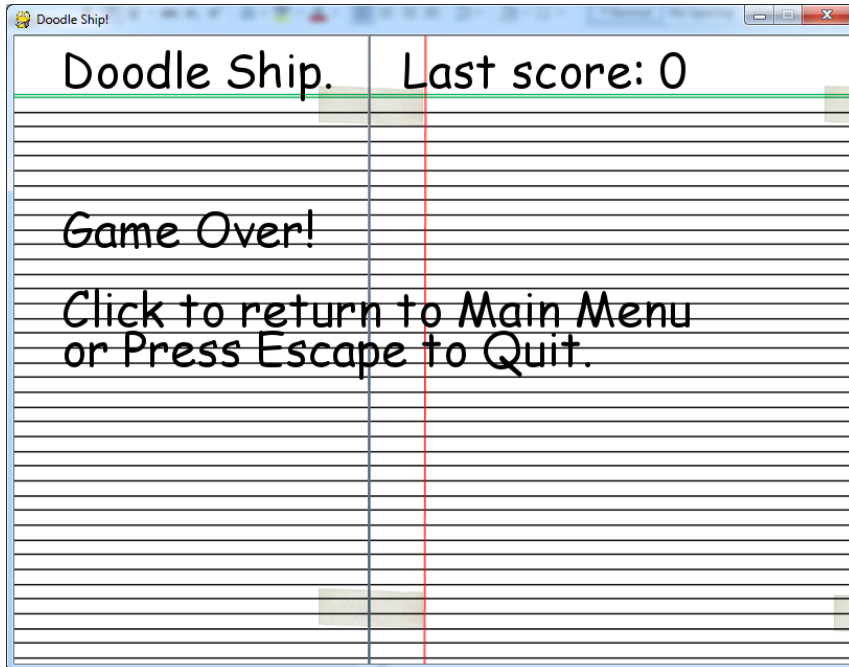 Doodle Ship!
Doodle Ship. Last score: 0
Game Over!
Click to return to Main Menu
or Press Escape to Quit.